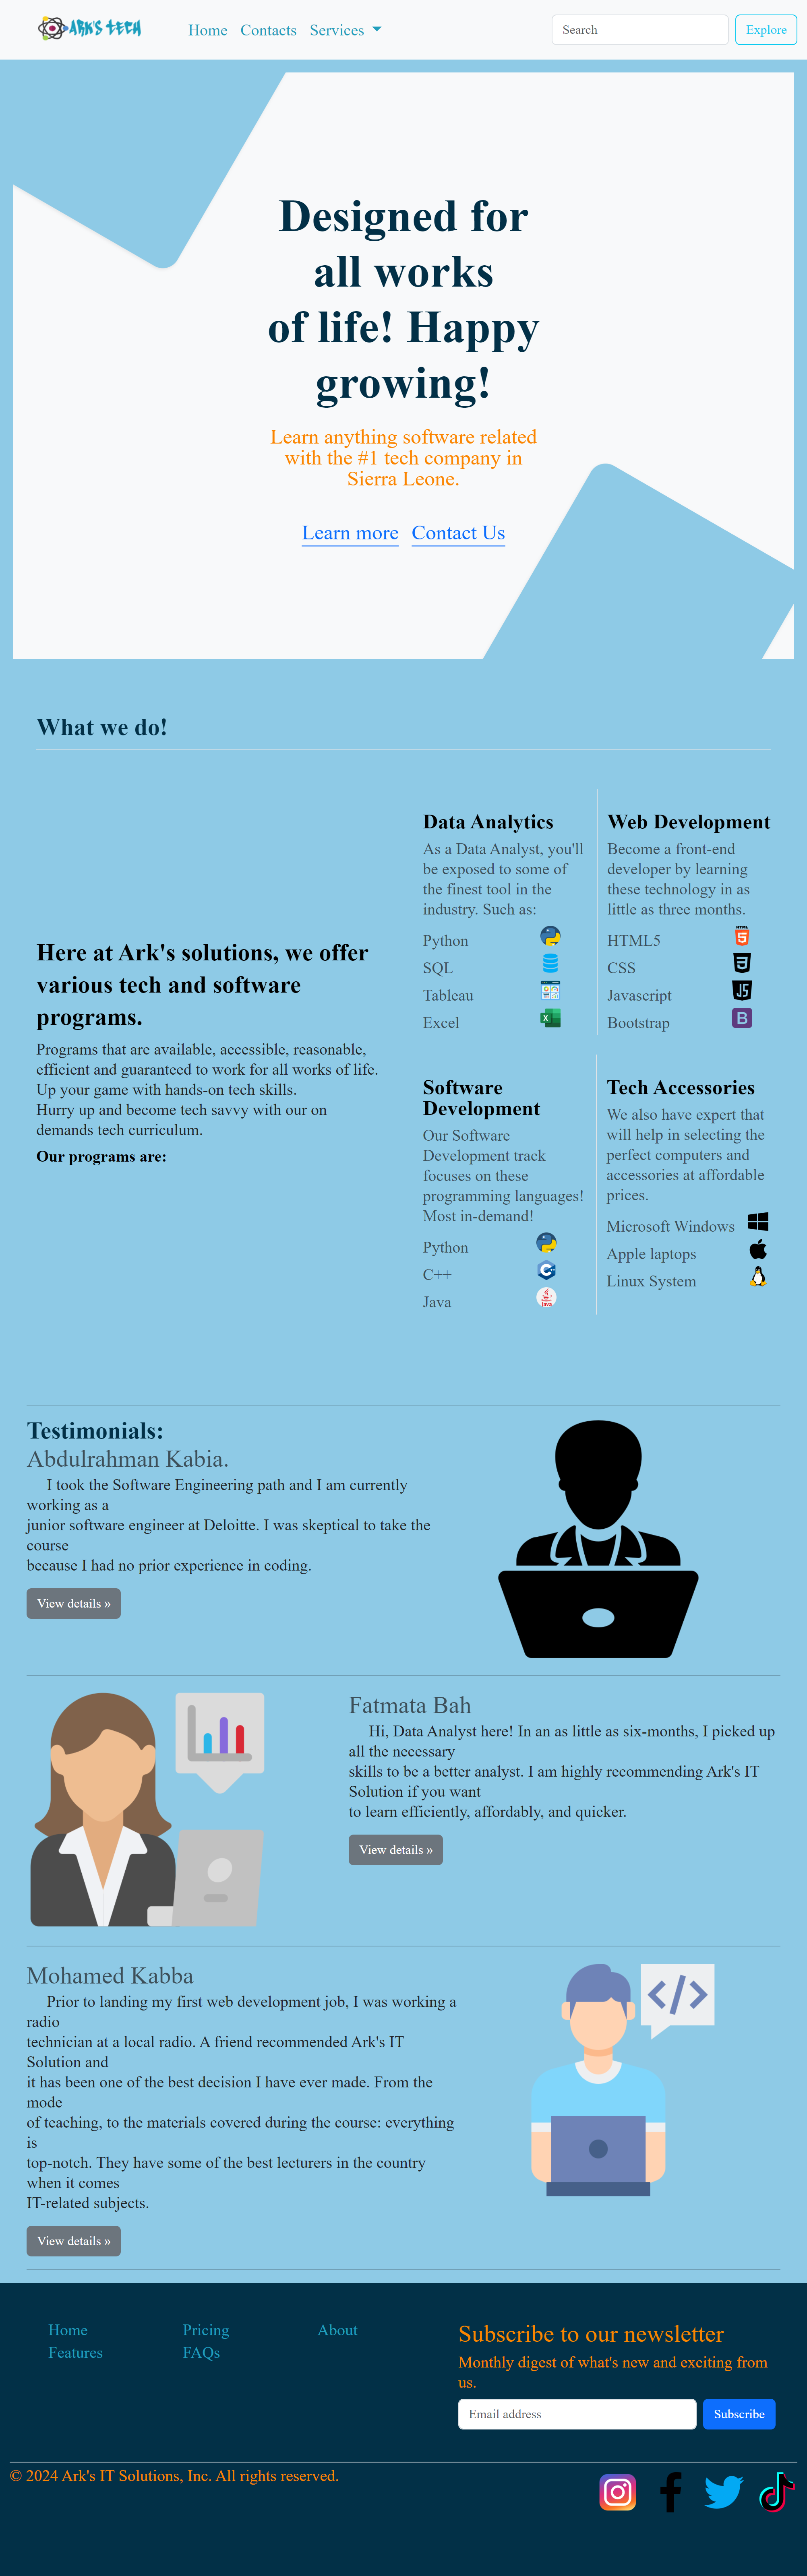 ARK'S TECH
Home Contacts Services
Search
Explore
Designed for
all works
of life! Happy
growing!
Learn anything software related
with the #1 tech company in
Sierra Leone.
Learn more Contact Us
What we do!
Here at Ark's solutions, we offer
various tech and software
programs.
Programs that are available, accessible, reasonable,
efficient and guaranteed to work for all works of life.
Up your game with hands-on tech skills.
Hurry up and become tech savvy with our on
demands tech curriculum.
Our programs are:
Data Analytics
As a Data Analyst, you'll
be exposed to some of
the finest tool in the
industry. Such as:
Python
SQL
Tableau
Excel
Web Development
Become a front-end
developer by learning
these technology in as
little as three months.
HTML5
CSS
Javascript
Bootstrap
Software
Development
Our Software
Development track
focuses on these
programming languages!
Most in-demand!
Python
C++
Java
Tech Accessories
We also have expert that
will help in selecting the
perfect computers and
accessories at affordable
prices.
Microsoft Windows
Apple laptops
Linux System
Testimonials:
Abdulrahman Kabia.
I took the Software Engineering path and I am currently
working as a
junior software engineer at Deloitte. I was skeptical to take the
course
because I had no prior experience in coding.
View details »
Fatmata Bah
Hi, Data Analyst here! In an as little as six-months, I picked up
all the necessary
skills to be a better analyst. I am highly recommending Ark's IT
Solution if you want
to learn efficiently, affordably, and quicker.
View details »
Mohamed Kabba
Prior to landing my first web development job, I was working a
radio
technician at a local radio. A friend recommended Ark's IT
Solution and
it has been one of the best decision I have ever made. From the
mode
of teaching, to the materials covered during the course: everything
is
top-notch. They have some of the best lecturers in the country
when it comes
IT-related subjects.
View details »
Home
Features
Pricing
FAQs
About
Subscribe to our newsletter
Monthly digest of what's new and exciting from
us.
Email address
Subscribe
© 2024 Ark's IT Solutions, Inc. All rights reserved.